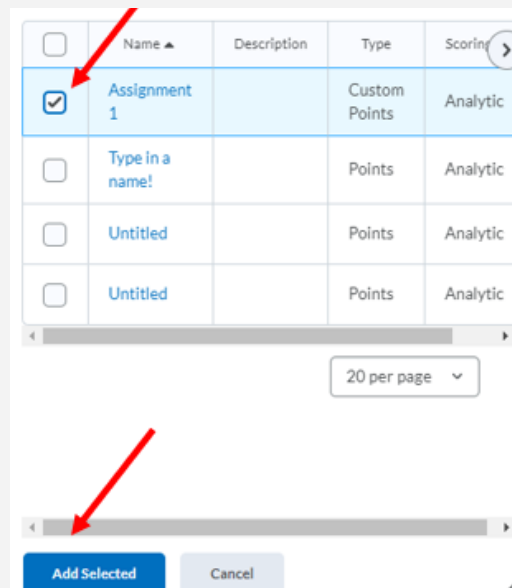 Name Description Type Scoring
Assignment
1
Custom
Points
Analytic
Type in a
name!
Points
Analytic
Untitled Points Analytic
Untitled Points Analytic
20 per page
Add Selected Cancel